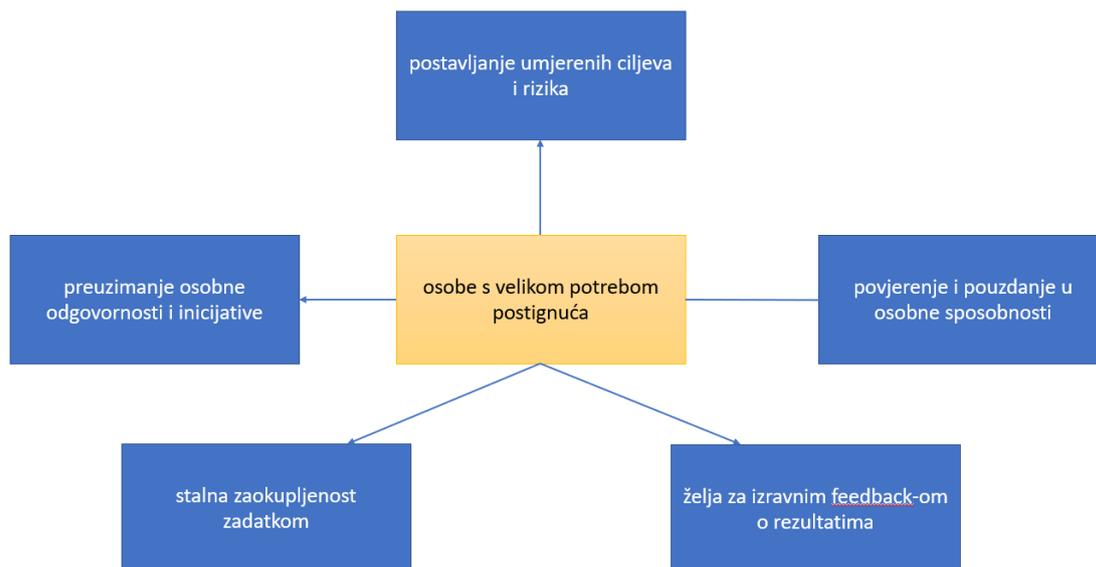 postavljanje umjerenih ciljeva
i rizika
preuzimanje osobne
odgovornosti i inicijative
osobe s velikom potrebom
postignuća
povjerenje i pouzdanje u
osobne sposobnosti
stalna zaokupljenost
zadatkom
želja za izravnim feedback-om
o rezultatima